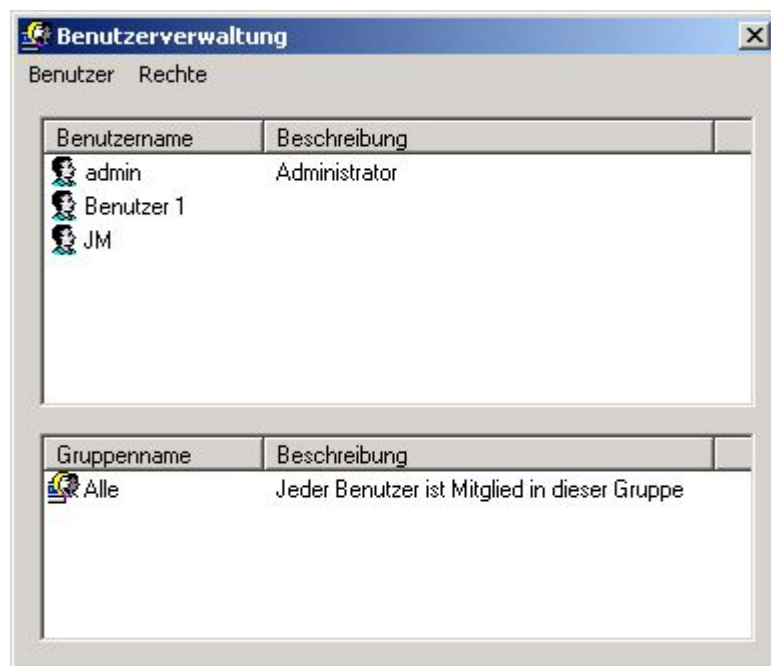 Benutzerverwaltung
Benutzer Rechte
Benutzername Beschreibung
admin Administrator
Benutzer 1
JM
Gruppenname Beschreibung
Alle Jeder Benutzer ist Mitglied in dieser Gruppe